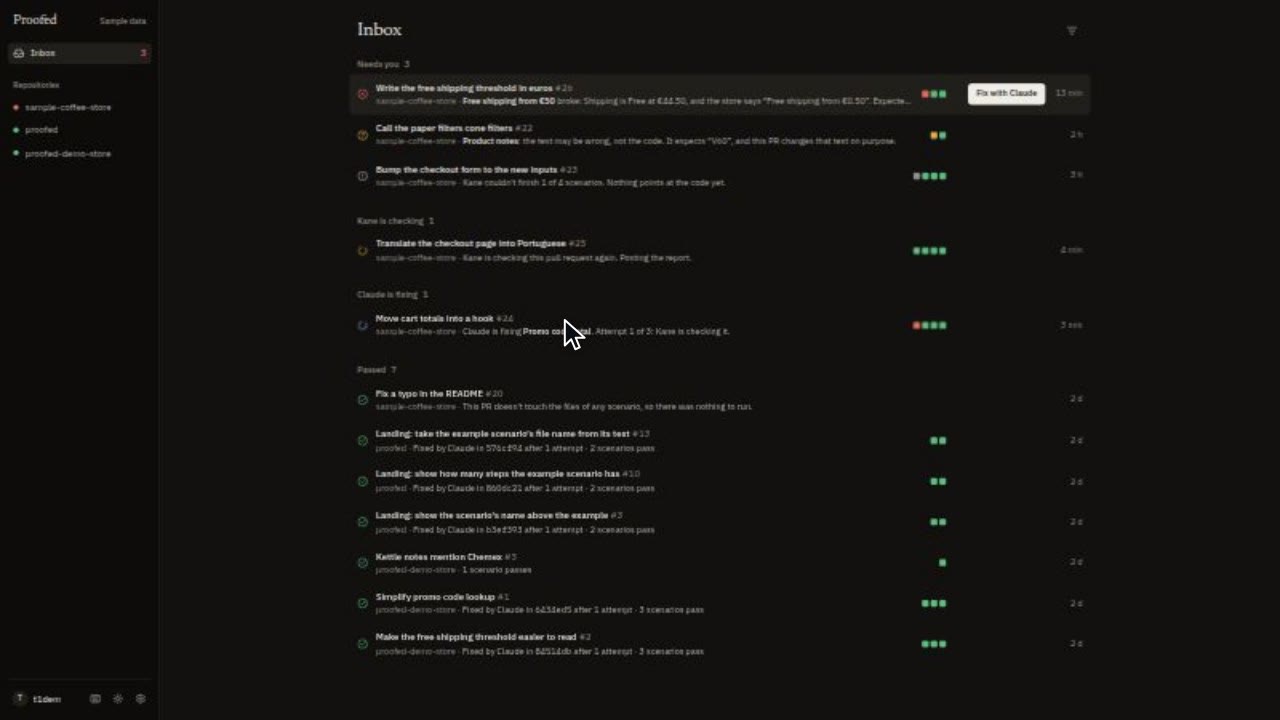 Proofed
Sample data
Inbox 3
Repositories
sample-coffee-store
proofed
proofed-demo-store
Inbox
Needs you 3
Write the free shipping threshold in euros #26
sample-coffee-store · Free shipping from €50 broke: Shipping is Free at €44.50, and the store says "Free shipping from €0.50". Expecte...
Fix with Claude
13 min
Call the paper filters cone filters #22
sample-coffee-store · Product notes: the test may be wrong, not the code. It expects "V60", and this PR changes that text on purpose.
2 h
Bump the checkout form to the new inputs #23
sample-coffee-store · Kane couldn't finish 1 of 4 scenarios. Nothing points at the code yet.
3 h
Kane is checking 1
Translate the checkout page into Portuguese #25
sample-coffee-store · Kane is checking this pull request again. Posting the report.
4 min
Claude is fixing 1
Move cart totals into a hook #24
sample-coffee-store · Claude is fixing Promo . Attempt 1 of 3: Kane is checking it.
Passed 7
Fix a typo in the README #20
sample-coffee-store · This PR doesn't touch the files of any scenario, so there was nothing to run.
2 d
Landing: take the example scenario's file name from its test #13
proofed · Fixed by Claude in after 1 attempt · 2 scenarios pass
2 d
Landing: show how many steps the example scenario has #10
proofed · Fixed by Claude in after 1 attempt · 2 scenarios pass
2 d
Landing: show the scenario's name above the example
proofed · Fixed by Claude in after 1 attempt · 2 scenarios pass
2 d
Kettle notes mention Chemex
proofed-demo-store · 1 scenario passes
2 d
Simplify promo code lookup #1
proofed-demo-store · Fixed by Claude in after 1 attempt · 3 scenarios pass
2 d
Make the free shipping threshold easier to read #2
proofed-demo-store · Fixed by Claude in after 1 attempt · 3 scenarios pass
2 d
T t1dem